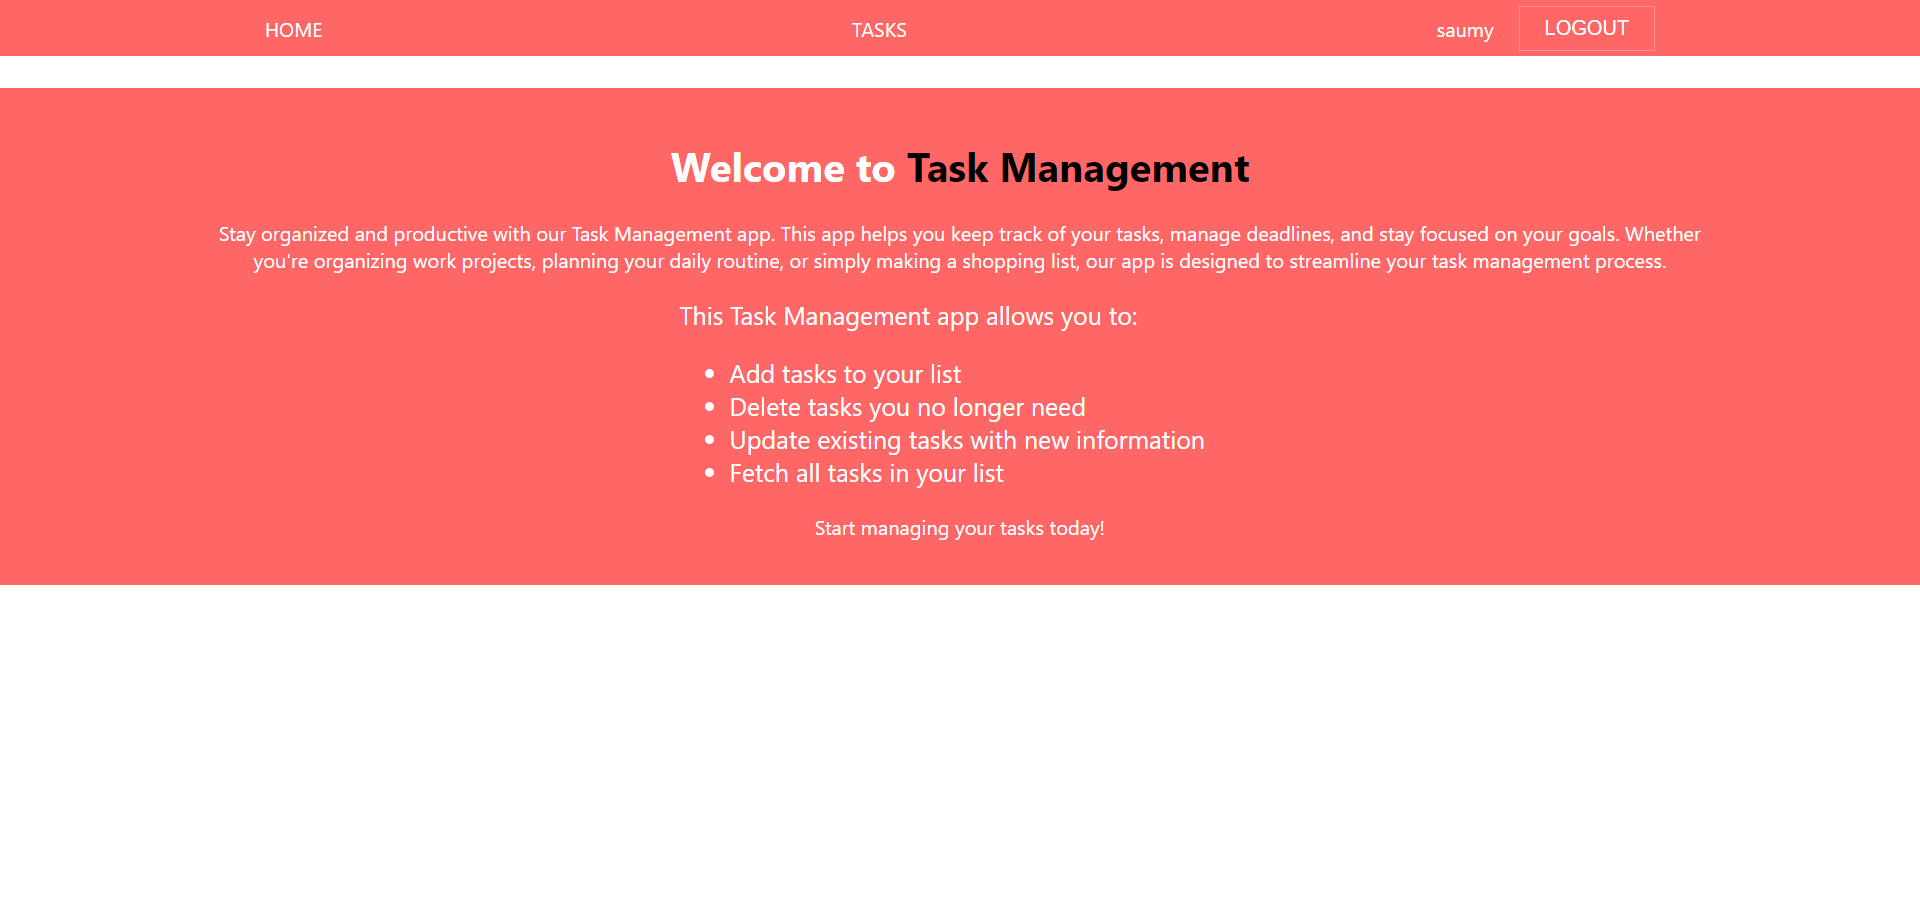 HOME
TASKS
saumy
LOGOUT
Welcome to Task Management
Stay organized and productive with our Task Management app. This app helps you keep track of your tasks, manage deadlines, and stay focused on your goals. Whether
you're organizing work projects, planning your daily routine, or simply making a shopping list, our app is designed to streamline your task management process.
This Task Management app allows you to:
• Add tasks to your list
• Delete tasks you no longer need
• Update existing tasks with new information
• Fetch all tasks in your list
Start managing your tasks today!